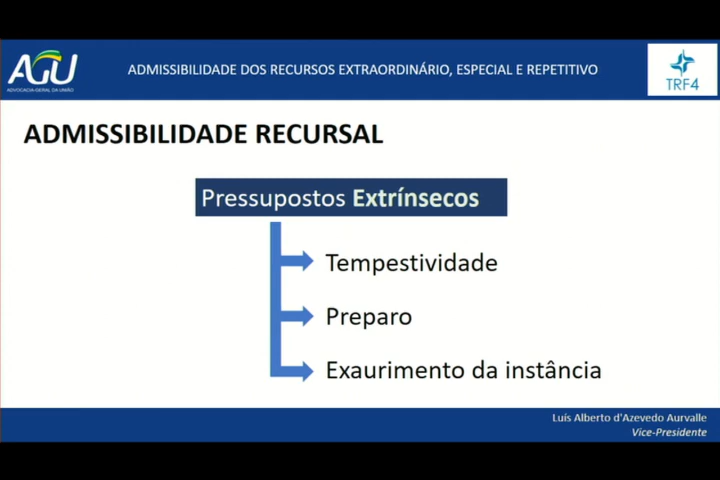 AGU
ADVOCACIA-GERAL DA UNIÃO
ADMISSIBILIDADE DOS RECURSOS EXTRAORDINÁRIO, ESPECIAL E REPETITIVO
TRF4
ADMISSIBILIDADE RECURSAL
Pressupostos Extrínsecos
Tempestividade
Preparo
Exaurimento da instância
Luís Alberto d'Azevedo Aurvalle
Vice-Presidente